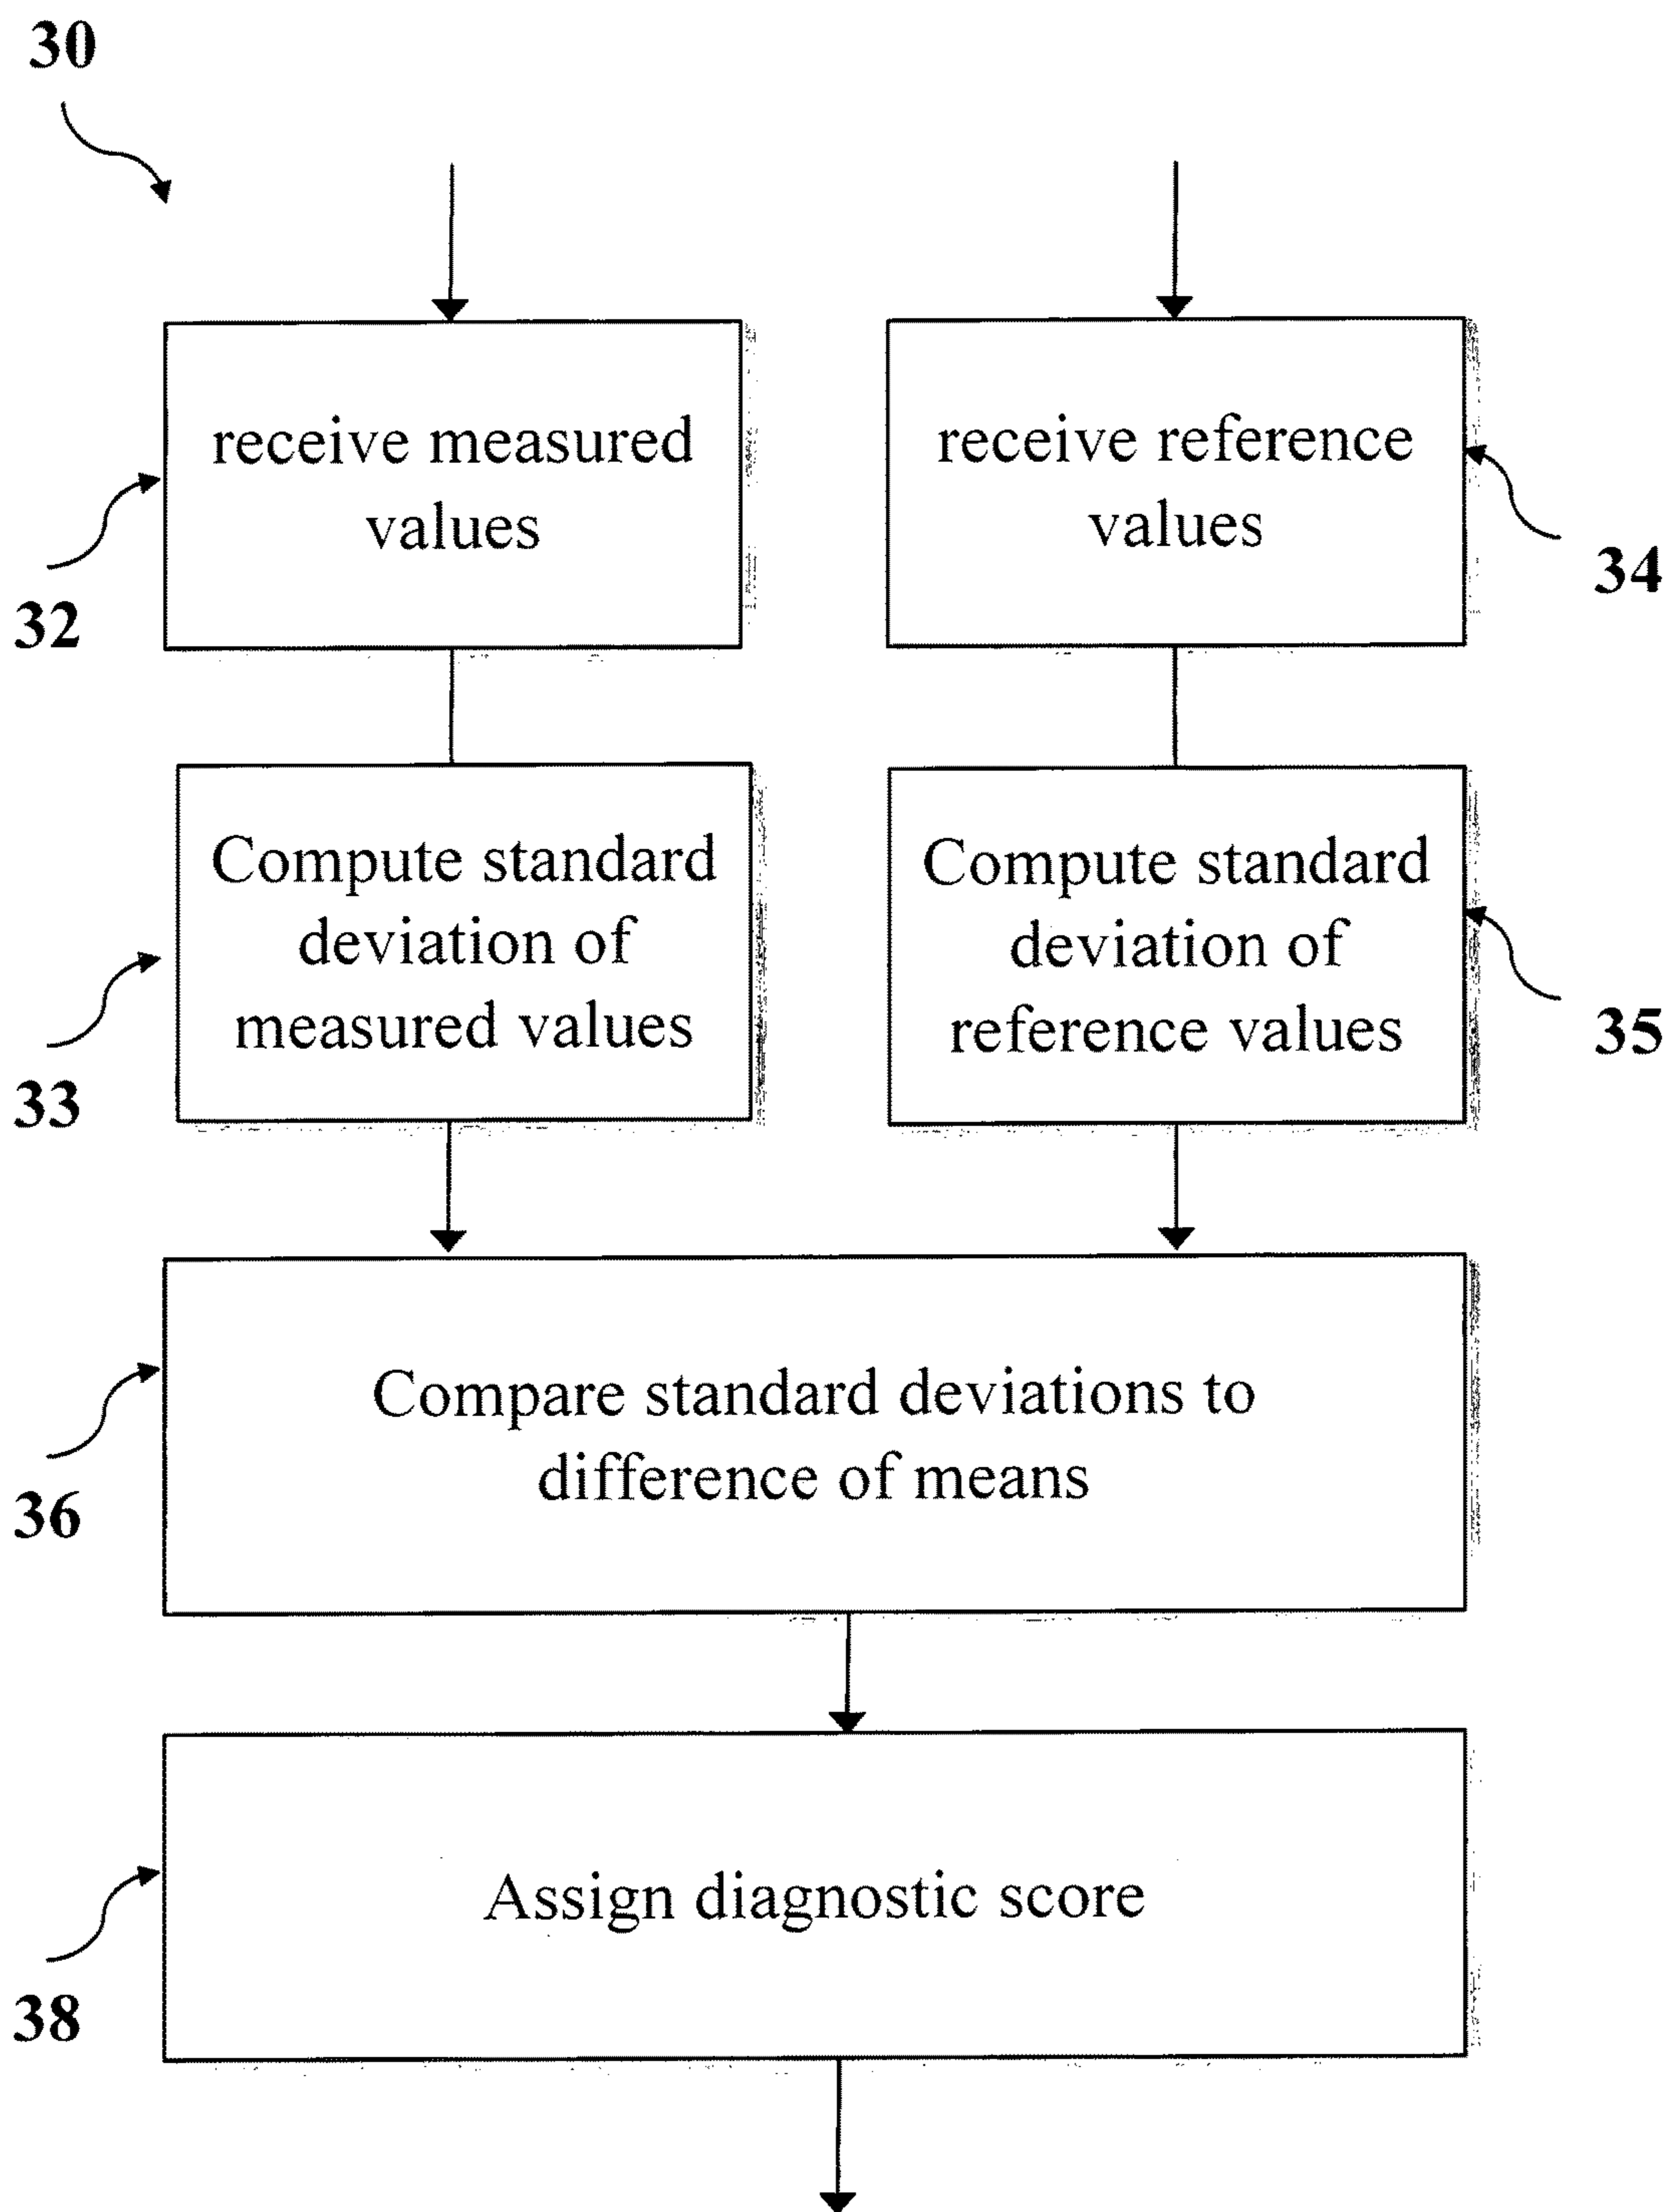 30
receive measured
values
receive reference
values
32
34
Compute standard
deviation of
measured values
Compute standard
deviation of
reference values
33
35
Compare standard deviations to
difference of means
36
Assign diagnostic score
38